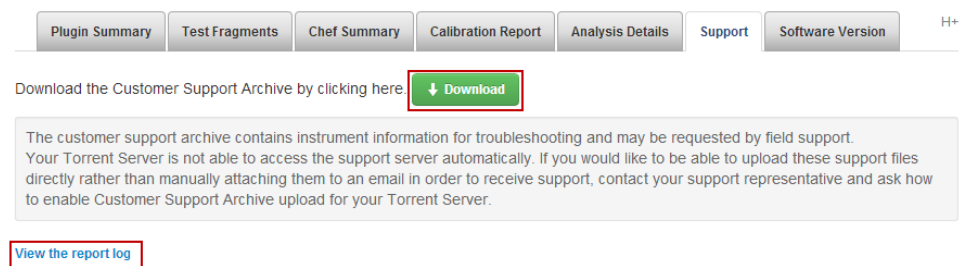 Plugin Summary Test Fragments Chef Summary Calibration Report Analysis Details Support Software Version H+
Download the Customer Support Archive by clicking here. Download
The customer support archive contains instrument information for troubleshooting and may be requested by field support.
Your Torrent Server is not able to access the support server automatically. If you would like to be able to upload these support files
directly rather than manually attaching them to an email in order to receive support, contact your support representative and ask how
to enable Customer Support Archive upload for your Torrent Server.
View the report log